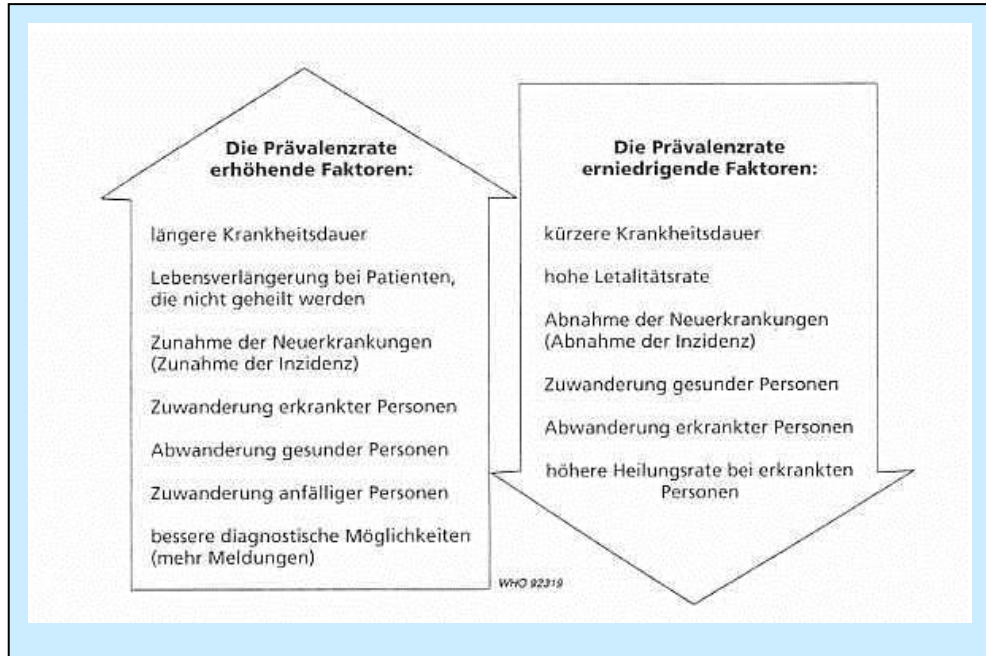 Die Prävalenzrate
erhöhende Faktoren:
längere Krankheitsdauer
Lebensverlängerung bei Patienten,
die nicht geheilt werden
Zunahme der Neuerkrankungen
(Zunahme der Inzidenz)
Zuwanderung erkrankter Personen
Abwanderung gesunder Personen
Zuwanderung anfälliger Personen
bessere diagnostische Möglichkeiten
(mehr Meldungen)
Die Prävalenzrate
erniedrigende Faktoren:
kürzere Krankheitsdauer
hohe Letalitätsrate
Abnahme der Neuerkrankungen
(Abnahme der Inzidenz)
Zuwanderung gesunder Personen
Abwanderung erkrankter Personen
höhere Heilungsrate bei erkrankten
Personen
WHO 92319